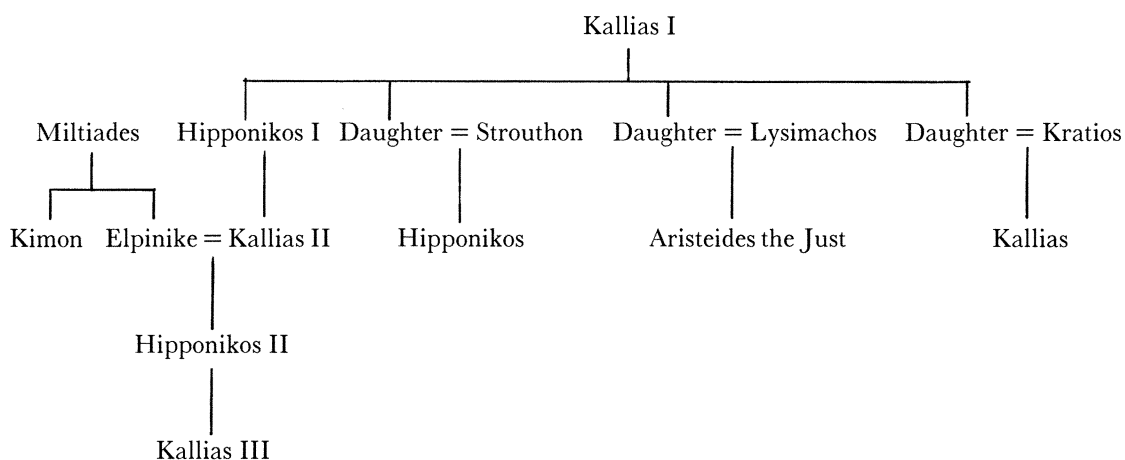 Kallias I
Miltiades Hipponikos I Daughter = Strouthon Daughter = Lysimachos Daughter = Kratios
Kimon Elpinike = Kallias II Hipponikos Aristeides the Just Kallias
Hipponikos II
Kallias III